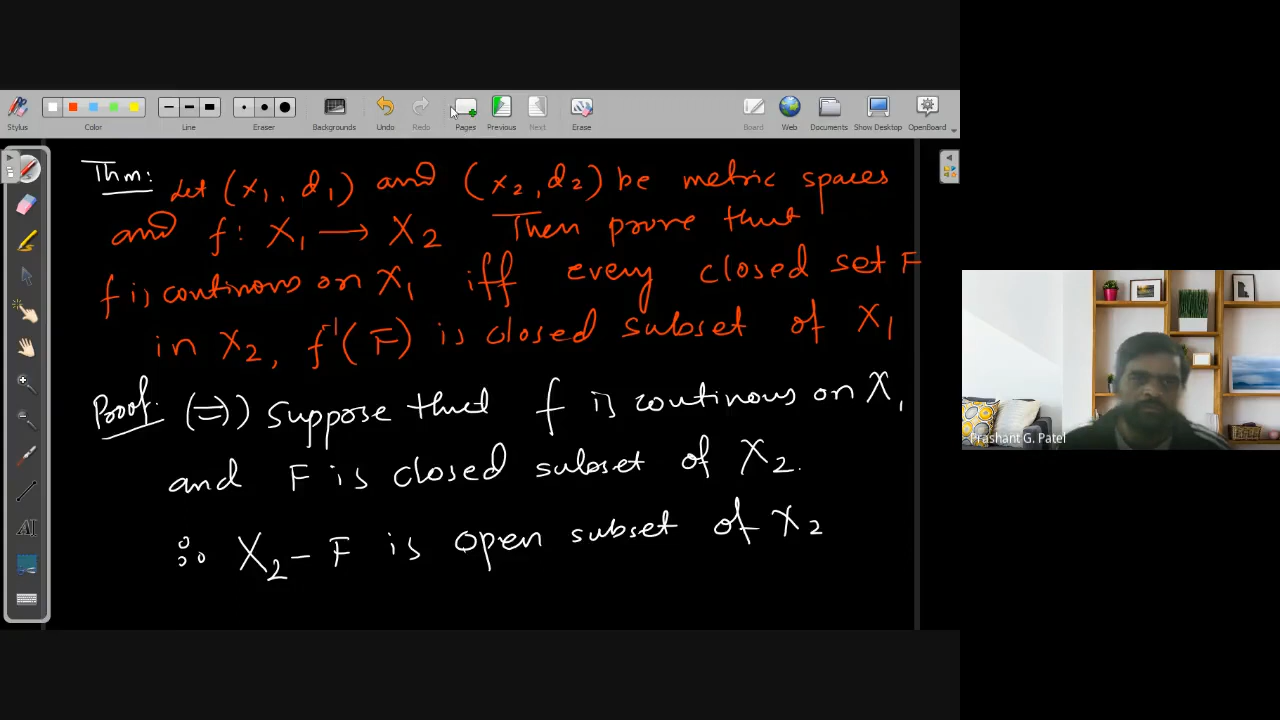 Stylus Color Line Eraser Backgrounds Undo Redo Pages Previous Next Erase Board Web Documents Show Desktop OpenBoard
Thm: Let (x1, d1) and (x2, d2) be metric spaces
and f: X1 → X2 Then prove that
f is continous on X1 iff every closed set F
in X2, f⁻¹(F) is closed subset of X1
Proof: (⇒) suppose that f is continous on X1
and F is closed subset of X2.
∴ X2 - F is open subset of X2
Prashant G. Patel